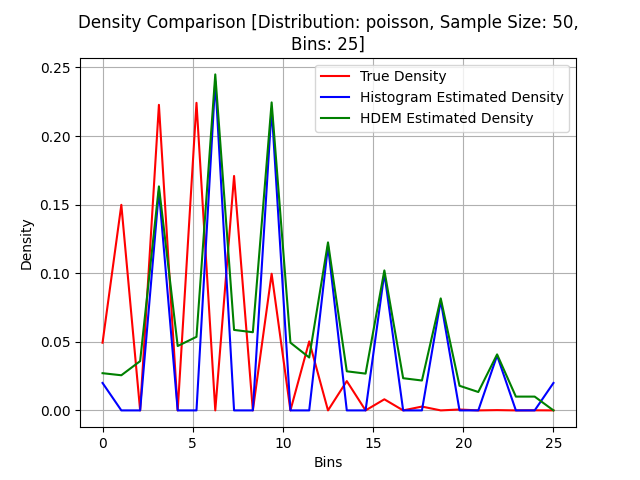 Density Comparison [Distribution: poisson, Sample Size: 50,
Bins: 25]
True Density
Histogram Estimated Density
HDEM Estimated Density
Density
0.25
0.20
0.15
0.10
0.05
0.00
0 5 10 15 20 25
Bins